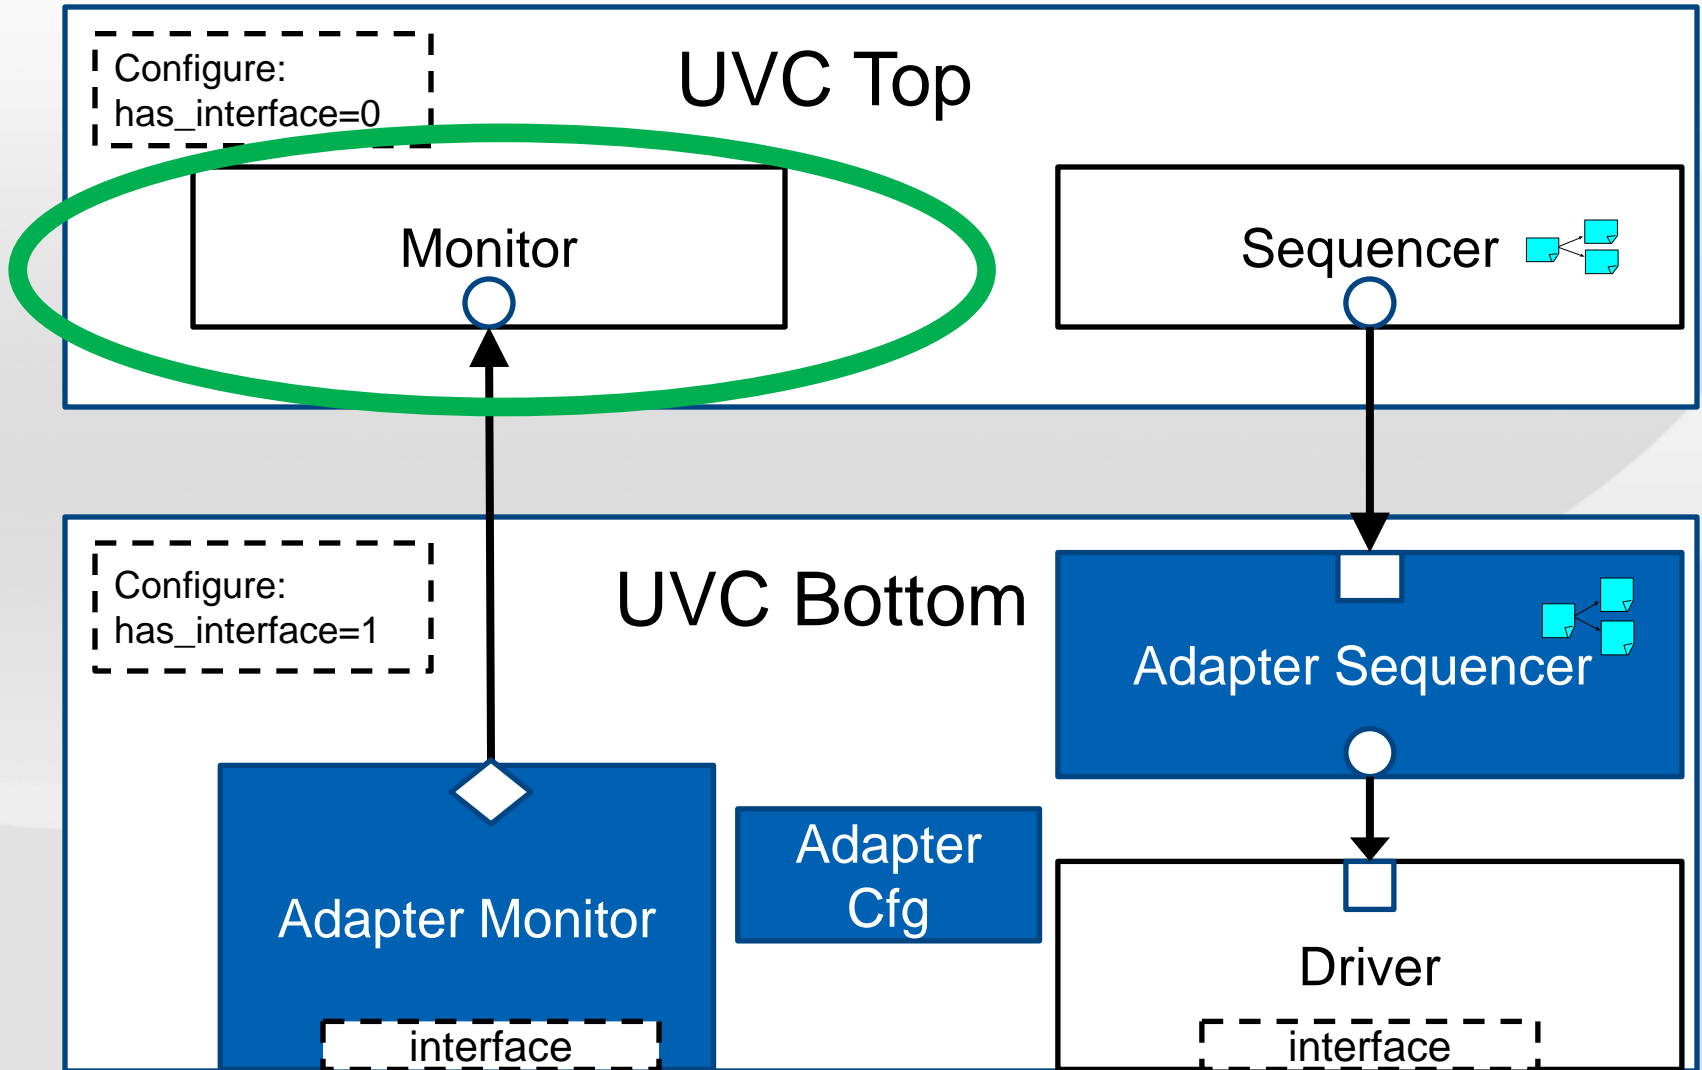 Configure:
has_interface=0
UVC Top
Monitor
Sequencer
Configure:
has_interface=1
UVC Bottom
Adapter Sequencer
Adapter
Cfg
Adapter Monitor
Driver
interface
interface